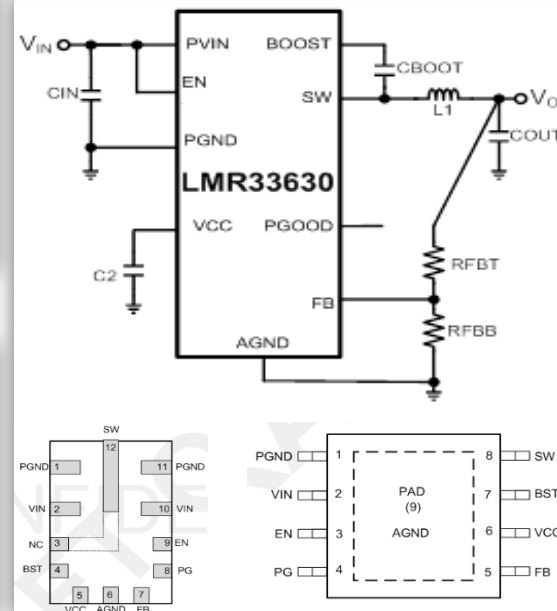 VIN
PVIN
BOOST
CBOOT
CIN
EN
SW
L1
VO
COUT
PGND
LMR33630
VCC
PGOOD
C2
RFBT
FB
RFBB
AGND
SW
12
PGND 1
11 PGND
VIN 2
10 VIN
NC 3
9 EN
BST 4
8 PG
5 6 7
VCC AGND FB
PGND 1
8 SW
VIN 2
PAD
(9)
7 BST
EN 3
AGND
6 VCC
PG 4
5 FB